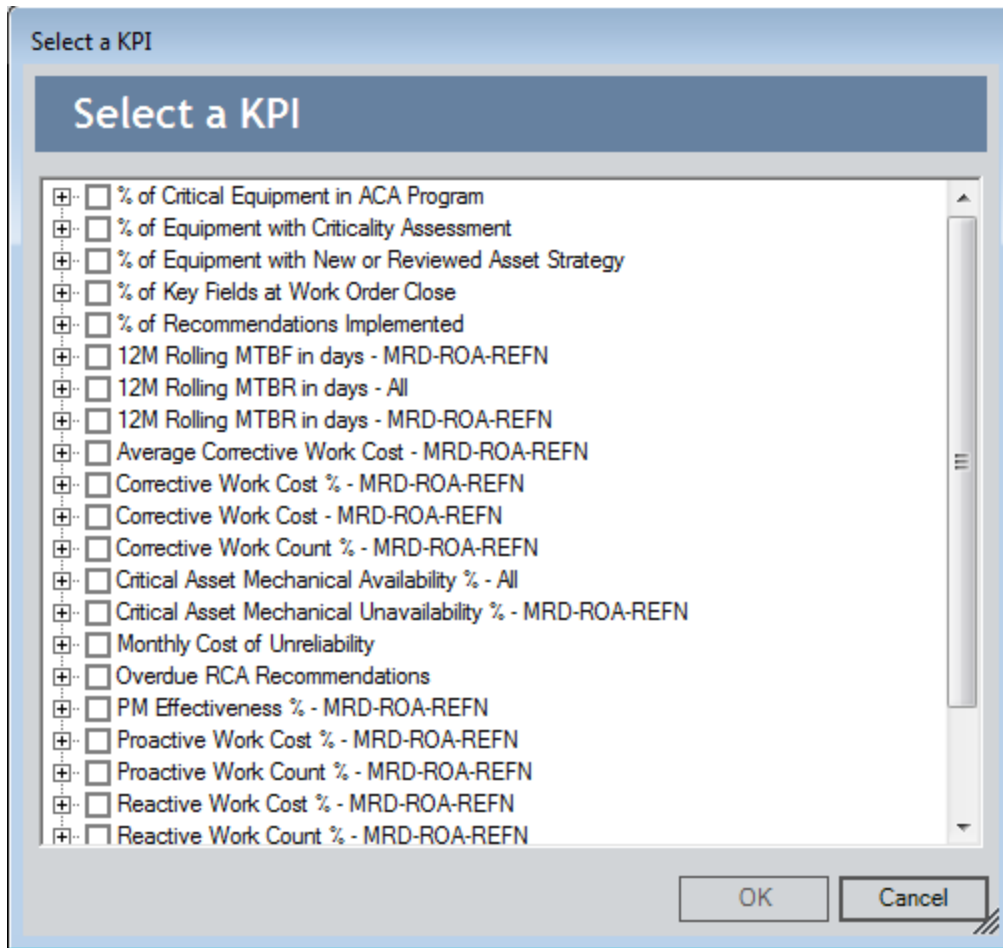 Select a KPI
Select a KPI
% of Critical Equipment in ACA Program
% of Equipment with Criticality Assessment
% of Equipment with New or Reviewed Asset Strategy
% of Key Fields at Work Order Close
% of Recommendations Implemented
12M Rolling MTBF in days - MRD-ROA-REFN
12M Rolling MTBR in days - All
12M Rolling MTBR in days - MRD-ROA-REFN
Average Corrective Work Cost - MRD-ROA-REFN
Corrective Work Cost % - MRD-ROA-REFN
Corrective Work Cost - MRD-ROA-REFN
Corrective Work Count % - MRD-ROA-REFN
Critical Asset Mechanical Availability % - All
Critical Asset Mechanical Unavailability % - MRD-ROA-REFN
Monthly Cost of Unreliability
Overdue RCA Recommendations
PM Effectiveness % - MRD-ROA-REFN
Proactive Work Cost % - MRD-ROA-REFN
Proactive Work Count % - MRD-ROA-REFN
Reactive Work Cost % - MRD-ROA-REFN
Reactive Work Count % - MRD-ROA-REFN
OK Cancel